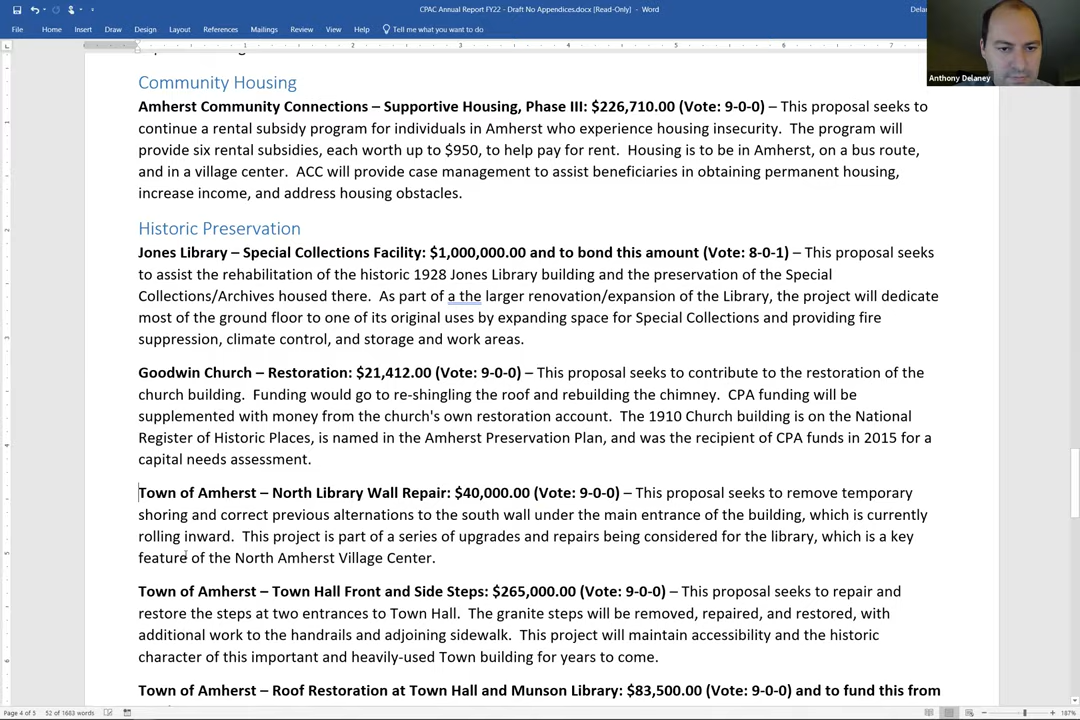 CPAC Annual Report FY22 - Draft No Appendices.docx [Read-Only] - Word
Delan
File Home Insert Draw Design Layout References Mailings Review View Help Tell me what you want to do
Anthony Delaney
Community Housing
Amherst Community Connections – Supportive Housing, Phase III: $226,710.00 (Vote: 9-0-0) – This proposal seeks to
continue a rental subsidy program for individuals in Amherst who experience housing insecurity. The program will
provide six rental subsidies, each worth up to $950, to help pay for rent. Housing is to be in Amherst, on a bus route,
and in a village center. ACC will provide case management to assist beneficiaries in obtaining permanent housing,
increase income, and address housing obstacles.
Historic Preservation
Jones Library – Special Collections Facility: $1,000,000.00 and to bond this amount (Vote: 8-0-1) – This proposal seeks
to assist the rehabilitation of the historic 1928 Jones Library building and the preservation of the Special
Collections/Archives housed there. As part of a the larger renovation/expansion of the Library, the project will dedicate
most of the ground floor to one of its original uses by expanding space for Special Collections and providing fire
suppression, climate control, and storage and work areas.
Goodwin Church – Restoration: $21,412.00 (Vote: 9-0-0) – This proposal seeks to contribute to the restoration of the
church building. Funding would go to re-shingling the roof and rebuilding the chimney. CPA funding will be
supplemented with money from the church's own restoration account. The 1910 Church building is on the National
Register of Historic Places, is named in the Amherst Preservation Plan, and was the recipient of CPA funds in 2015 for a
capital needs assessment.
Town of Amherst – North Library Wall Repair: $40,000.00 (Vote: 9-0-0) – This proposal seeks to remove temporary
shoring and correct previous alternations to the south wall under the main entrance of the building, which is currently
rolling inward. This project is part of a series of upgrades and repairs being considered for the library, which is a key
feature of the North Amherst Village Center.
Town of Amherst – Town Hall Front and Side Steps: $265,000.00 (Vote: 9-0-0) – This proposal seeks to repair and
restore the steps at two entrances to Town Hall. The granite steps will be removed, repaired, and restored, with
additional work to the handrails and adjoining sidewalk. This project will maintain accessibility and the historic
character of this important and heavily-used Town building for years to come.
Town of Amherst – Roof Restoration at Town Hall and Munson Library: $83,500.00 (Vote: 9-0-0) and to fund this from
Page 4 of 5 52 of 1663 words
187%